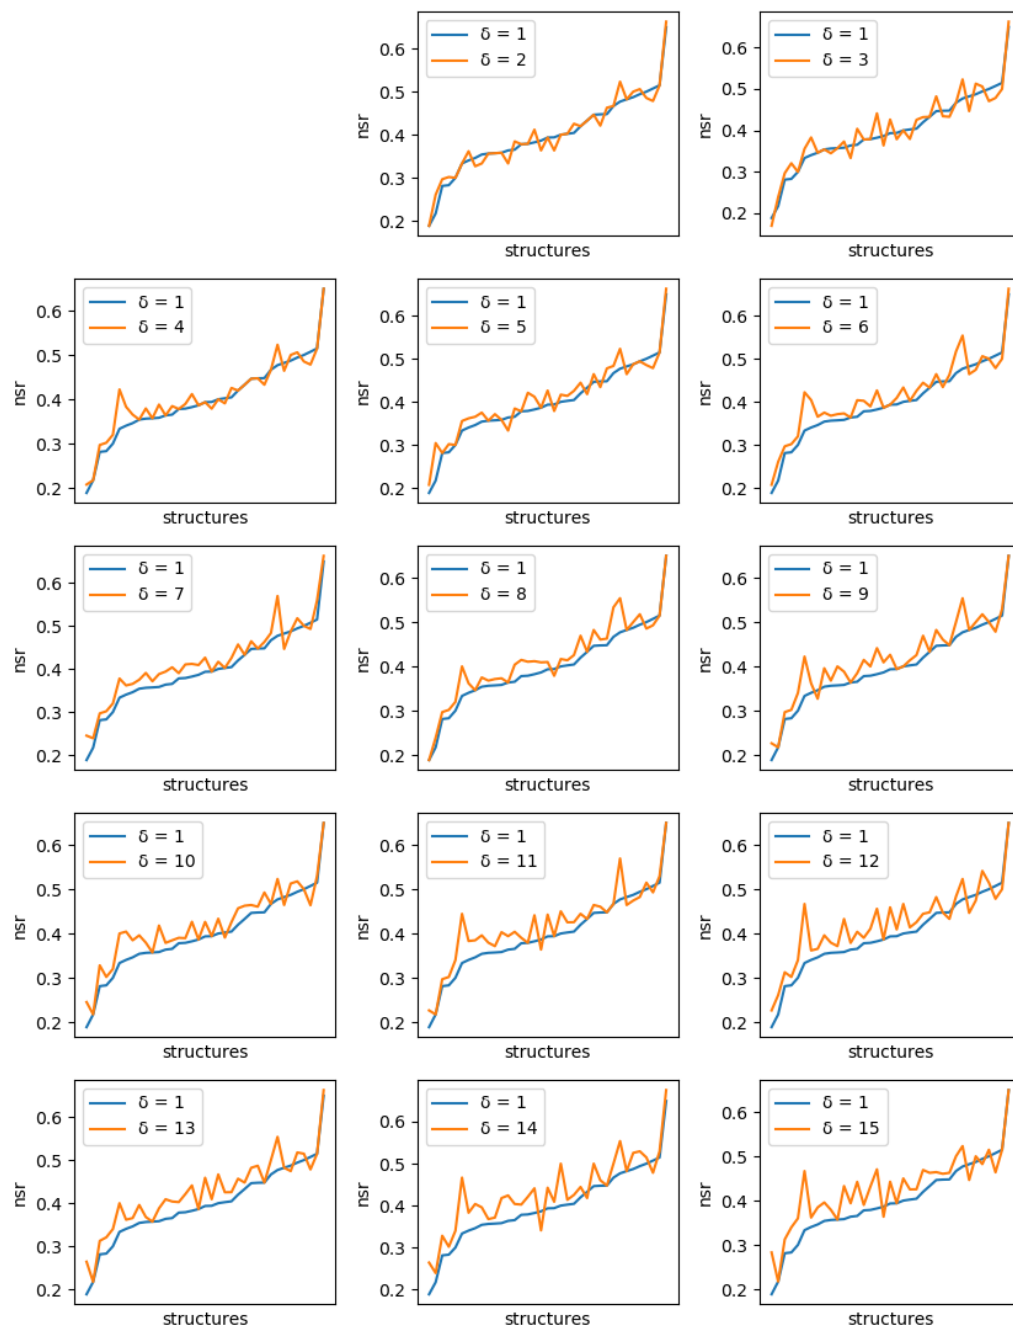 δ = 1
δ = 2
0.6
0.5
0.4
0.3
0.2
nsr
structures
δ = 1
δ = 3
0.6
0.5
0.4
0.3
0.2
nsr
structures
δ = 1
δ = 4
0.6
0.5
0.4
0.3
0.2
nsr
structures
δ = 1
δ = 5
0.6
0.5
0.4
0.3
0.2
nsr
structures
δ = 1
δ = 6
0.6
0.5
0.4
0.3
0.2
nsr
structures
δ = 1
δ = 7
0.6
0.5
0.4
0.3
0.2
nsr
structures
δ = 1
δ = 8
0.6
0.5
0.4
0.3
0.2
nsr
structures
δ = 1
δ = 9
0.6
0.5
0.4
0.3
0.2
nsr
structures
δ = 1
δ = 10
0.6
0.5
0.4
0.3
0.2
nsr
structures
δ = 1
δ = 11
0.6
0.5
0.4
0.3
0.2
nsr
structures
δ = 1
δ = 12
0.6
0.5
0.4
0.3
0.2
nsr
structures
δ = 1
δ = 13
0.6
0.5
0.4
0.3
0.2
nsr
structures
δ = 1
δ = 14
0.6
0.5
0.4
0.3
0.2
nsr
structures
δ = 1
δ = 15
0.6
0.5
0.4
0.3
0.2
nsr
structures